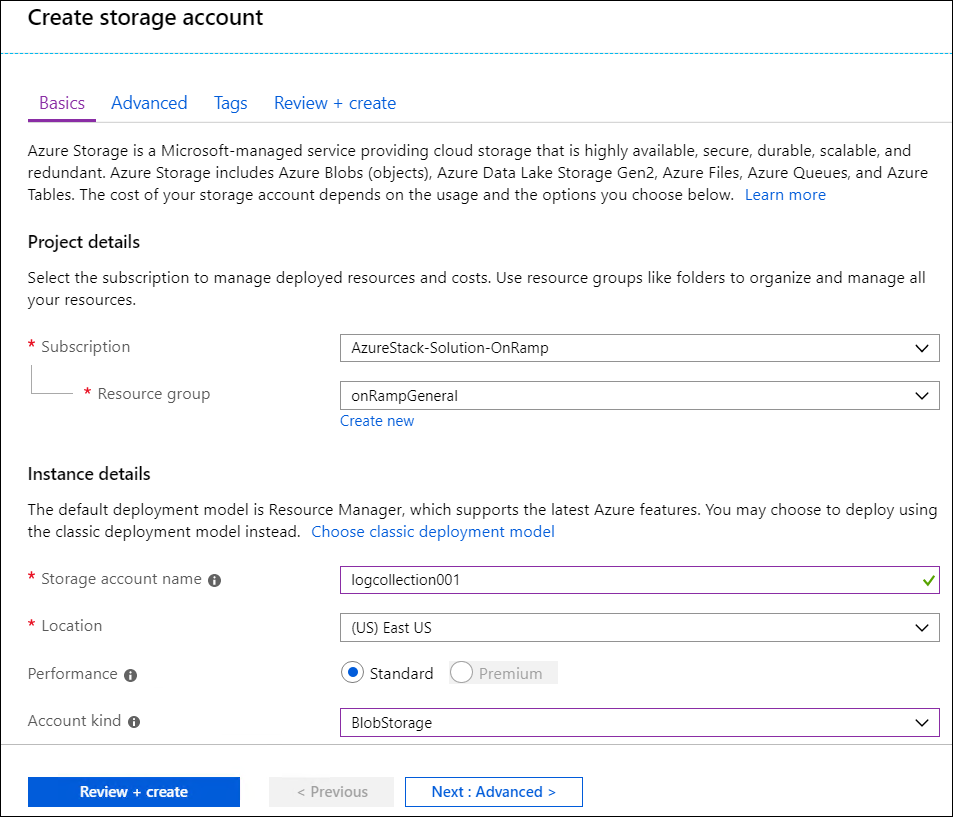 Create storage account
Basics Advanced Tags Review + create
Azure Storage is a Microsoft-managed service providing cloud storage that is highly available, secure, durable, scalable, and
redundant. Azure Storage includes Azure Blobs (objects), Azure Data Lake Storage Gen2, Azure Files, Azure Queues, and Azure
Tables. The cost of your storage account depends on the usage and the options you choose below. Learn more
Project details
Select the subscription to manage deployed resources and costs. Use resource groups like folders to organize and manage all
your resources.
* Subscription AzureStack-Solution-OnRamp
* Resource group onRampGeneral
Create new
Instance details
The default deployment model is Resource Manager, which supports the latest Azure features. You may choose to deploy using
the classic deployment model instead. Choose classic deployment model
* Storage account name logcollection001
* Location (US) East US
Performance Standard Premium
Account kind BlobStorage
Review + create < Previous Next : Advanced >